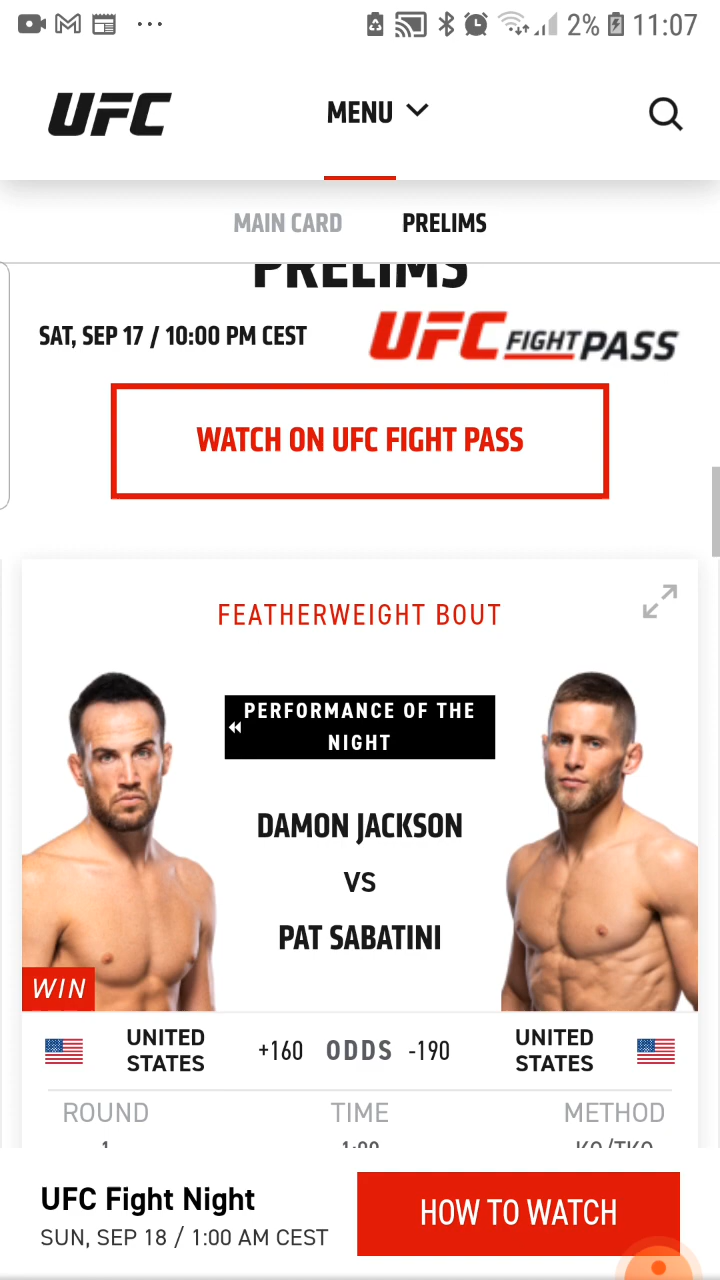 2% 11:07
UFC MENU
MAIN CARD PRELIMS
PRELIMS
SAT, SEP 17 / 10:00 PM CEST UFC FIGHT PASS
WATCH ON UFC FIGHT PASS
FEATHERWEIGHT BOUT
PERFORMANCE OF THE
NIGHT
DAMON JACKSON
VS
PAT SABATINI
WIN
UNITED STATES +160 ODDS -190 UNITED STATES
ROUND TIME METHOD
1 KO/TKO
UFC Fight Night
SUN, SEP 18 / 1:00 AM CEST
HOW TO WATCH